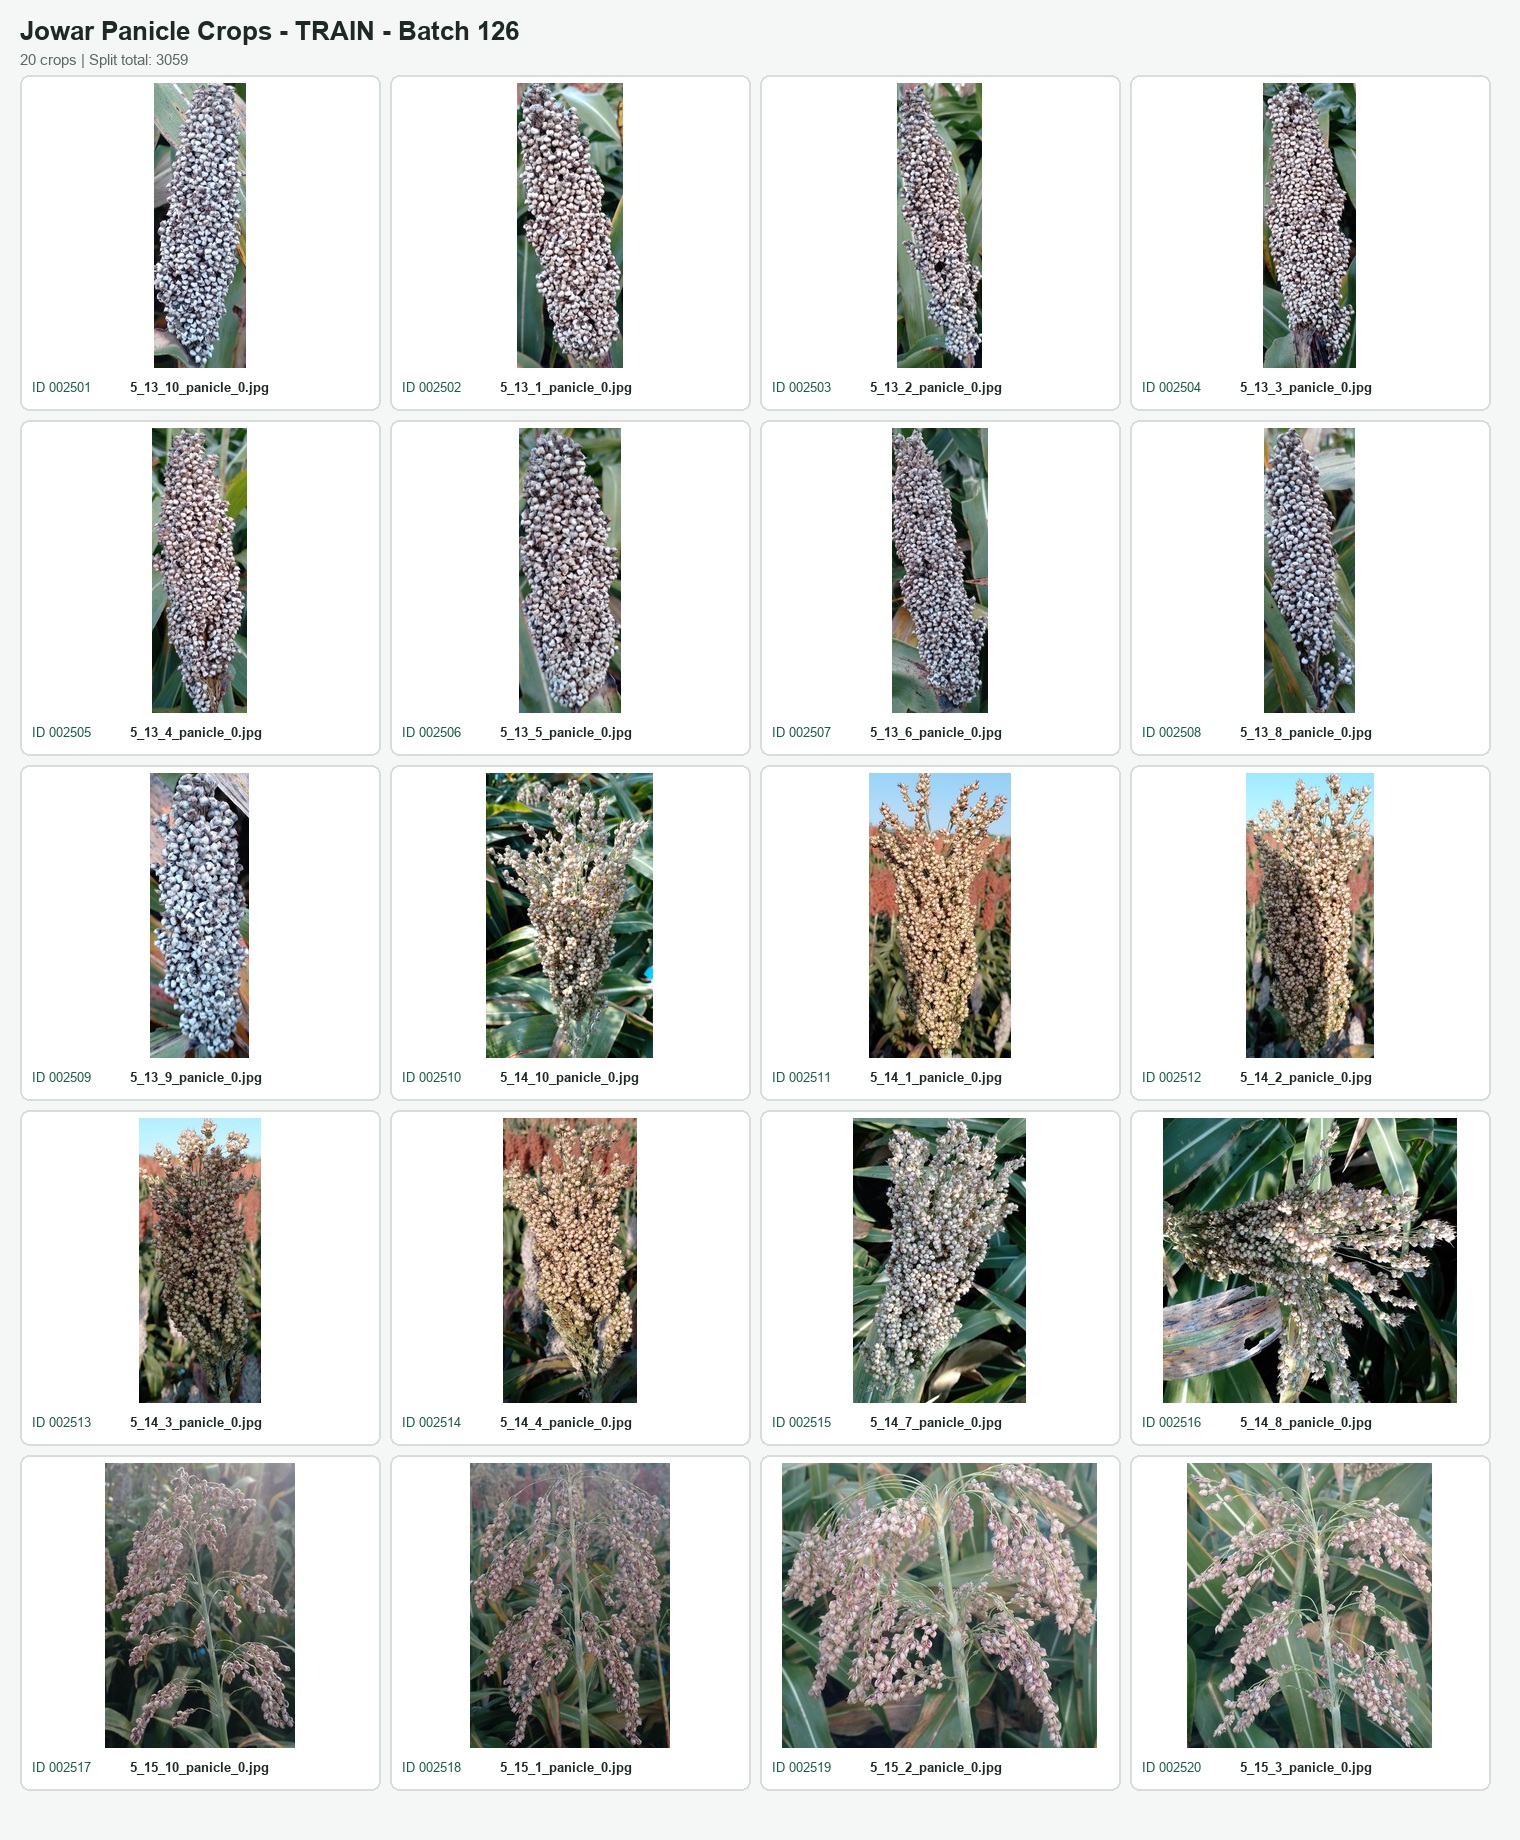 Jowar Panicle Crops - TRAIN - Batch 126
20 crops | Split total: 3059
ID 002501 5_13_10_panicle_0.jpg
ID 002502 5_13_1_panicle_0.jpg
ID 002503 5_13_2_panicle_0.jpg
ID 002504 5_13_3_panicle_0.jpg
ID 002505 5_13_4_panicle_0.jpg
ID 002506 5_13_5_panicle_0.jpg
ID 002507 5_13_6_panicle_0.jpg
ID 002508 5_13_8_panicle_0.jpg
ID 002509 5_13_9_panicle_0.jpg
ID 002510 5_14_10_panicle_0.jpg
ID 002511 5_14_1_panicle_0.jpg
ID 002512 5_14_2_panicle_0.jpg
ID 002513 5_14_3_panicle_0.jpg
ID 002514 5_14_4_panicle_0.jpg
ID 002515 5_14_7_panicle_0.jpg
ID 002516 5_14_8_panicle_0.jpg
ID 002517 5_15_10_panicle_0.jpg
ID 002518 5_15_1_panicle_0.jpg
ID 002519 5_15_2_panicle_0.jpg
ID 002520 5_15_3_panicle_0.jpg